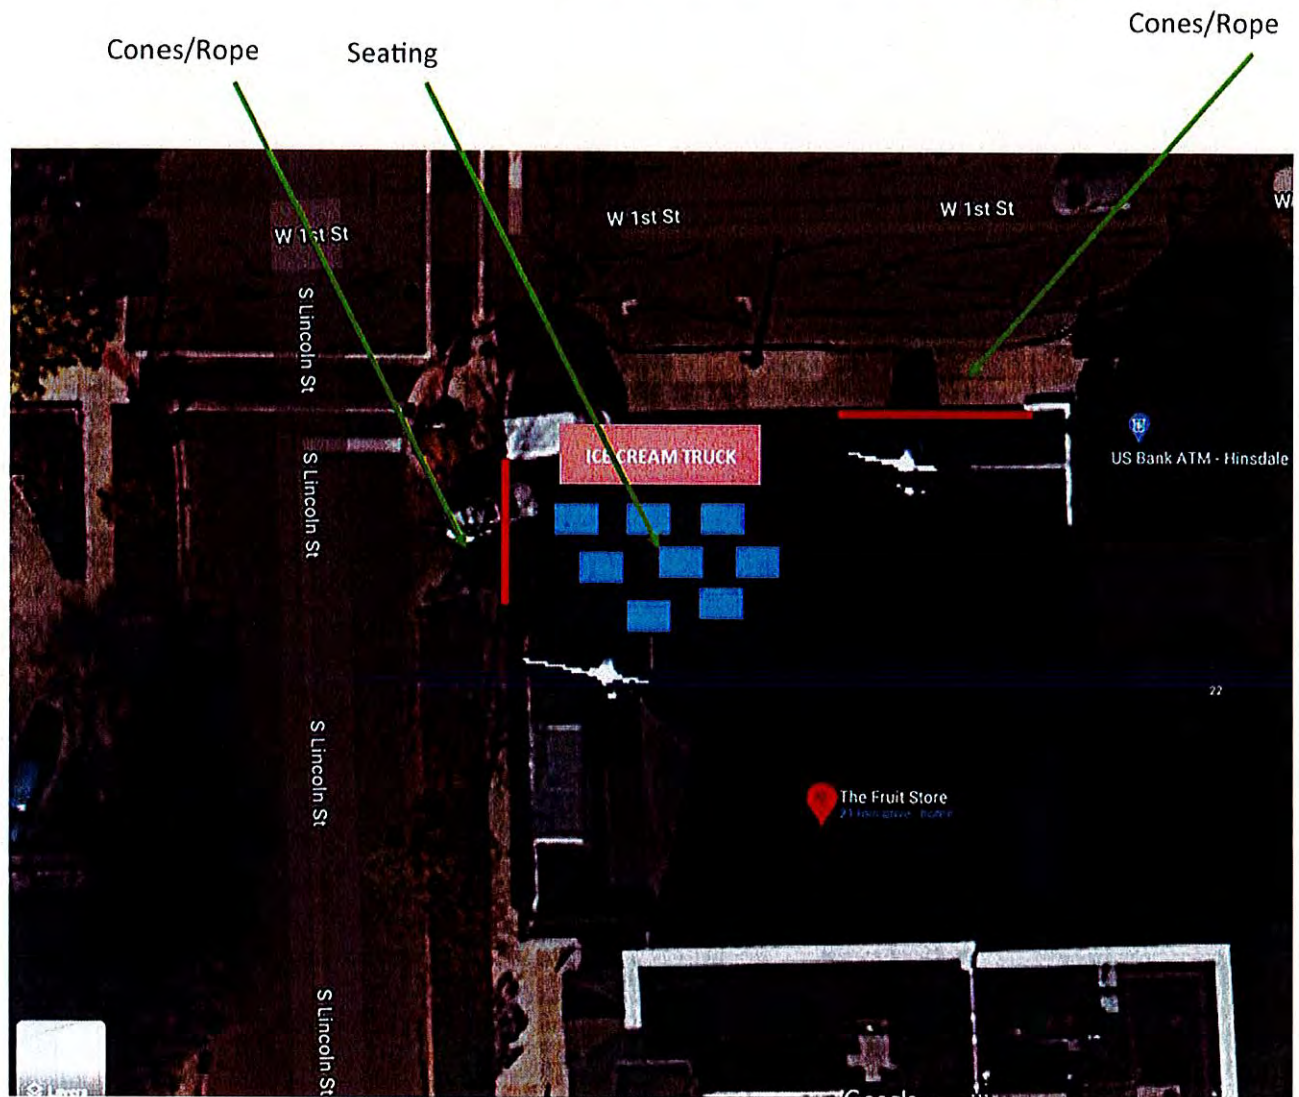 Cones/Rope
Seating
Cones/Rope
W 1st St
W 1st St
W 1st St
S Lincoln St
US Bank ATM - Hinsdale
ICE CREAM TRUCK
S Lincoln St
22
S Lincoln St
The Fruit Store
S Lincoln St
Google